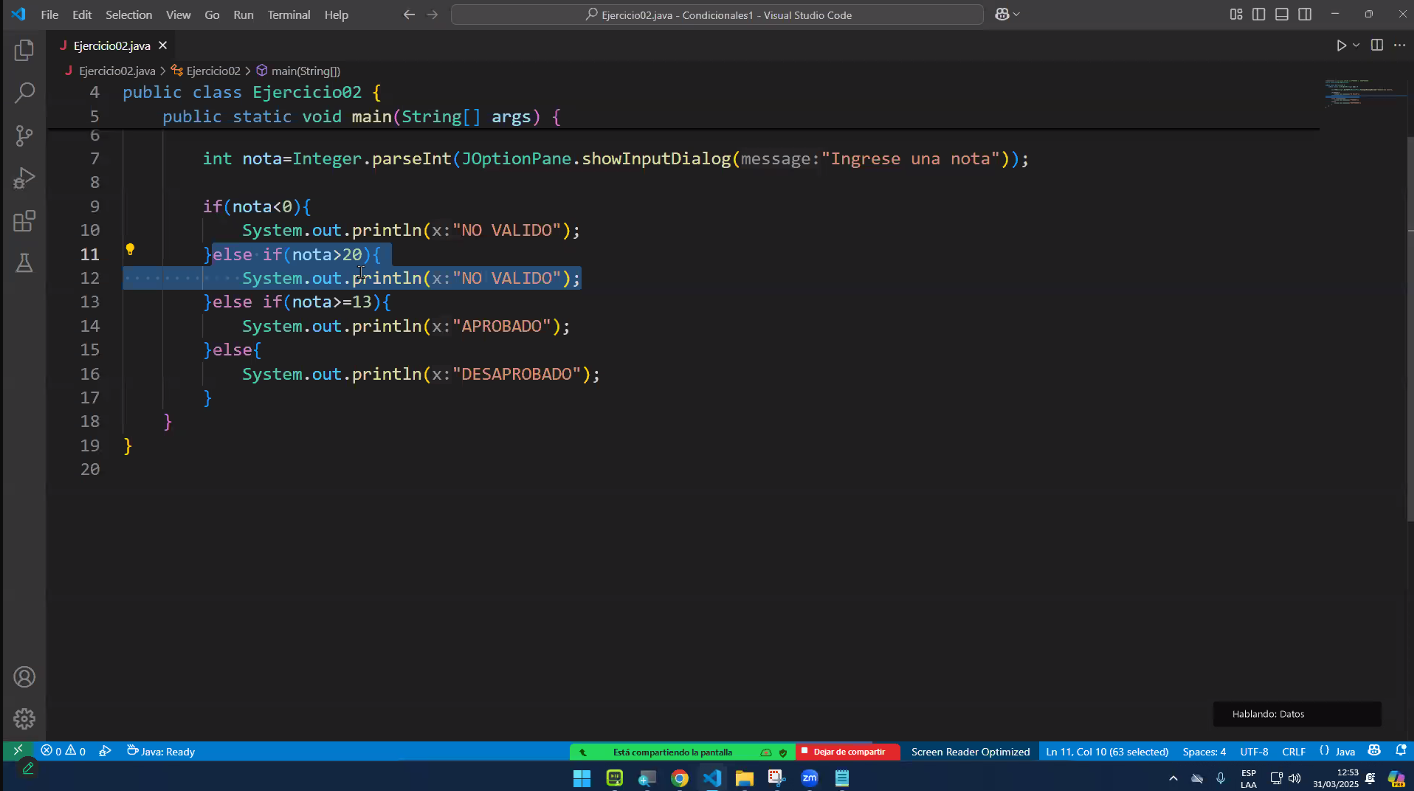 File Edit Selection View Go Run Terminal Help
Ejercicio02.java - Condicionales1 - Visual Studio Code
J Ejercicio02.java
J Ejercicio02.java > Ejercicio02 > main(String[])
4 public class Ejercicio02 {
5 public static void main(String[] args) {
6
7 int nota=Integer.parseInt(JOptionPane.showInputDialog(message:"Ingrese una nota"));
8
9 if(nota<0){
10 System.out.println(x:"NO VALIDO");
11 }else if(nota>20){
12 System.out.println(x:"NO VALIDO");
13 }else if(nota>=13){
14 System.out.println(x:"APROBADO");
15 }else{
16 System.out.println(x:"DESAPROBADO");
17 }
18 }
19 }
20
Hablando: Datos
0 0 Java: Ready Está compartiendo la pantalla Dejar de compartir Screen Reader Optimized Ln 11, Col 10 (63 selected) Spaces: 4 UTF-8 CRLF {} Java
zm ESP LAA 12:53 31/03/2025